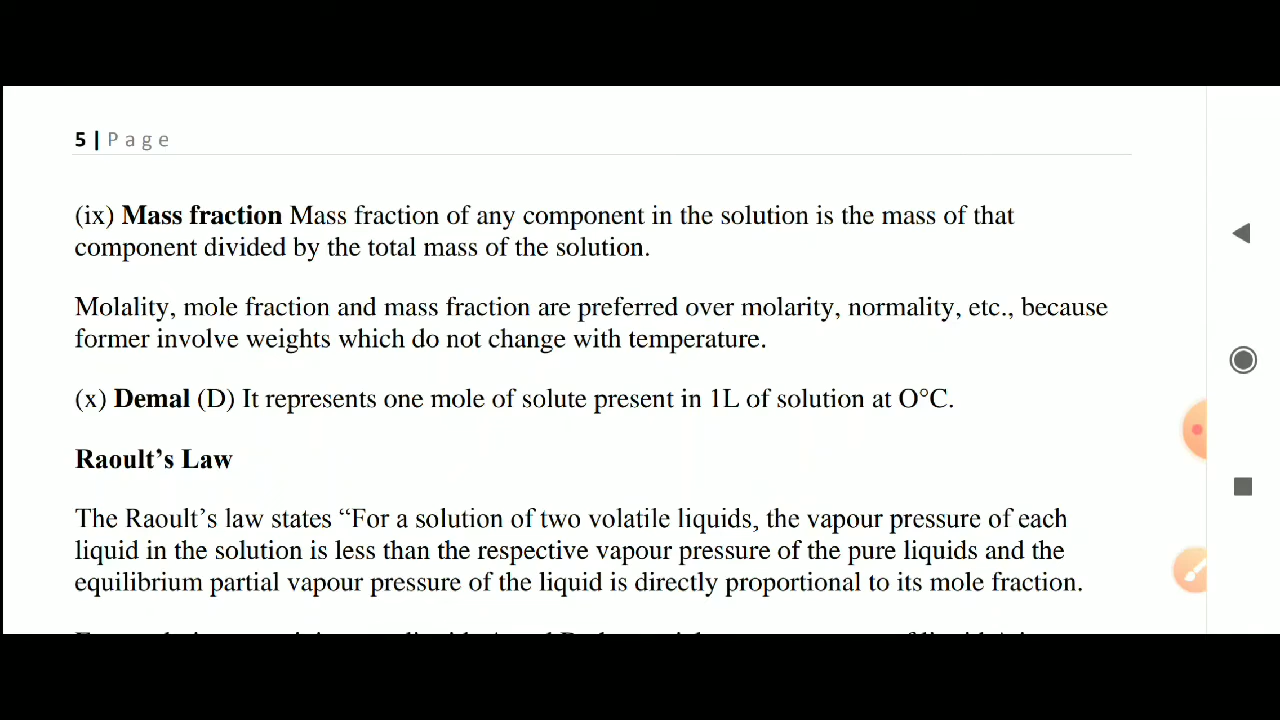 5 | P a g e
(ix) Mass fraction Mass fraction of any component in the solution is the mass of that
component divided by the total mass of the solution.
Molality, mole fraction and mass fraction are preferred over molarity, normality, etc., because
former involve weights which do not change with temperature.
(x) Demal (D) It represents one mole of solute present in 1L of solution at O°C.
Raoult’s Law
The Raoult’s law states “For a solution of two volatile liquids, the vapour pressure of each
liquid in the solution is less than the respective vapour pressure of the pure liquids and the
equilibrium partial vapour pressure of the liquid is directly proportional to its mole fraction.